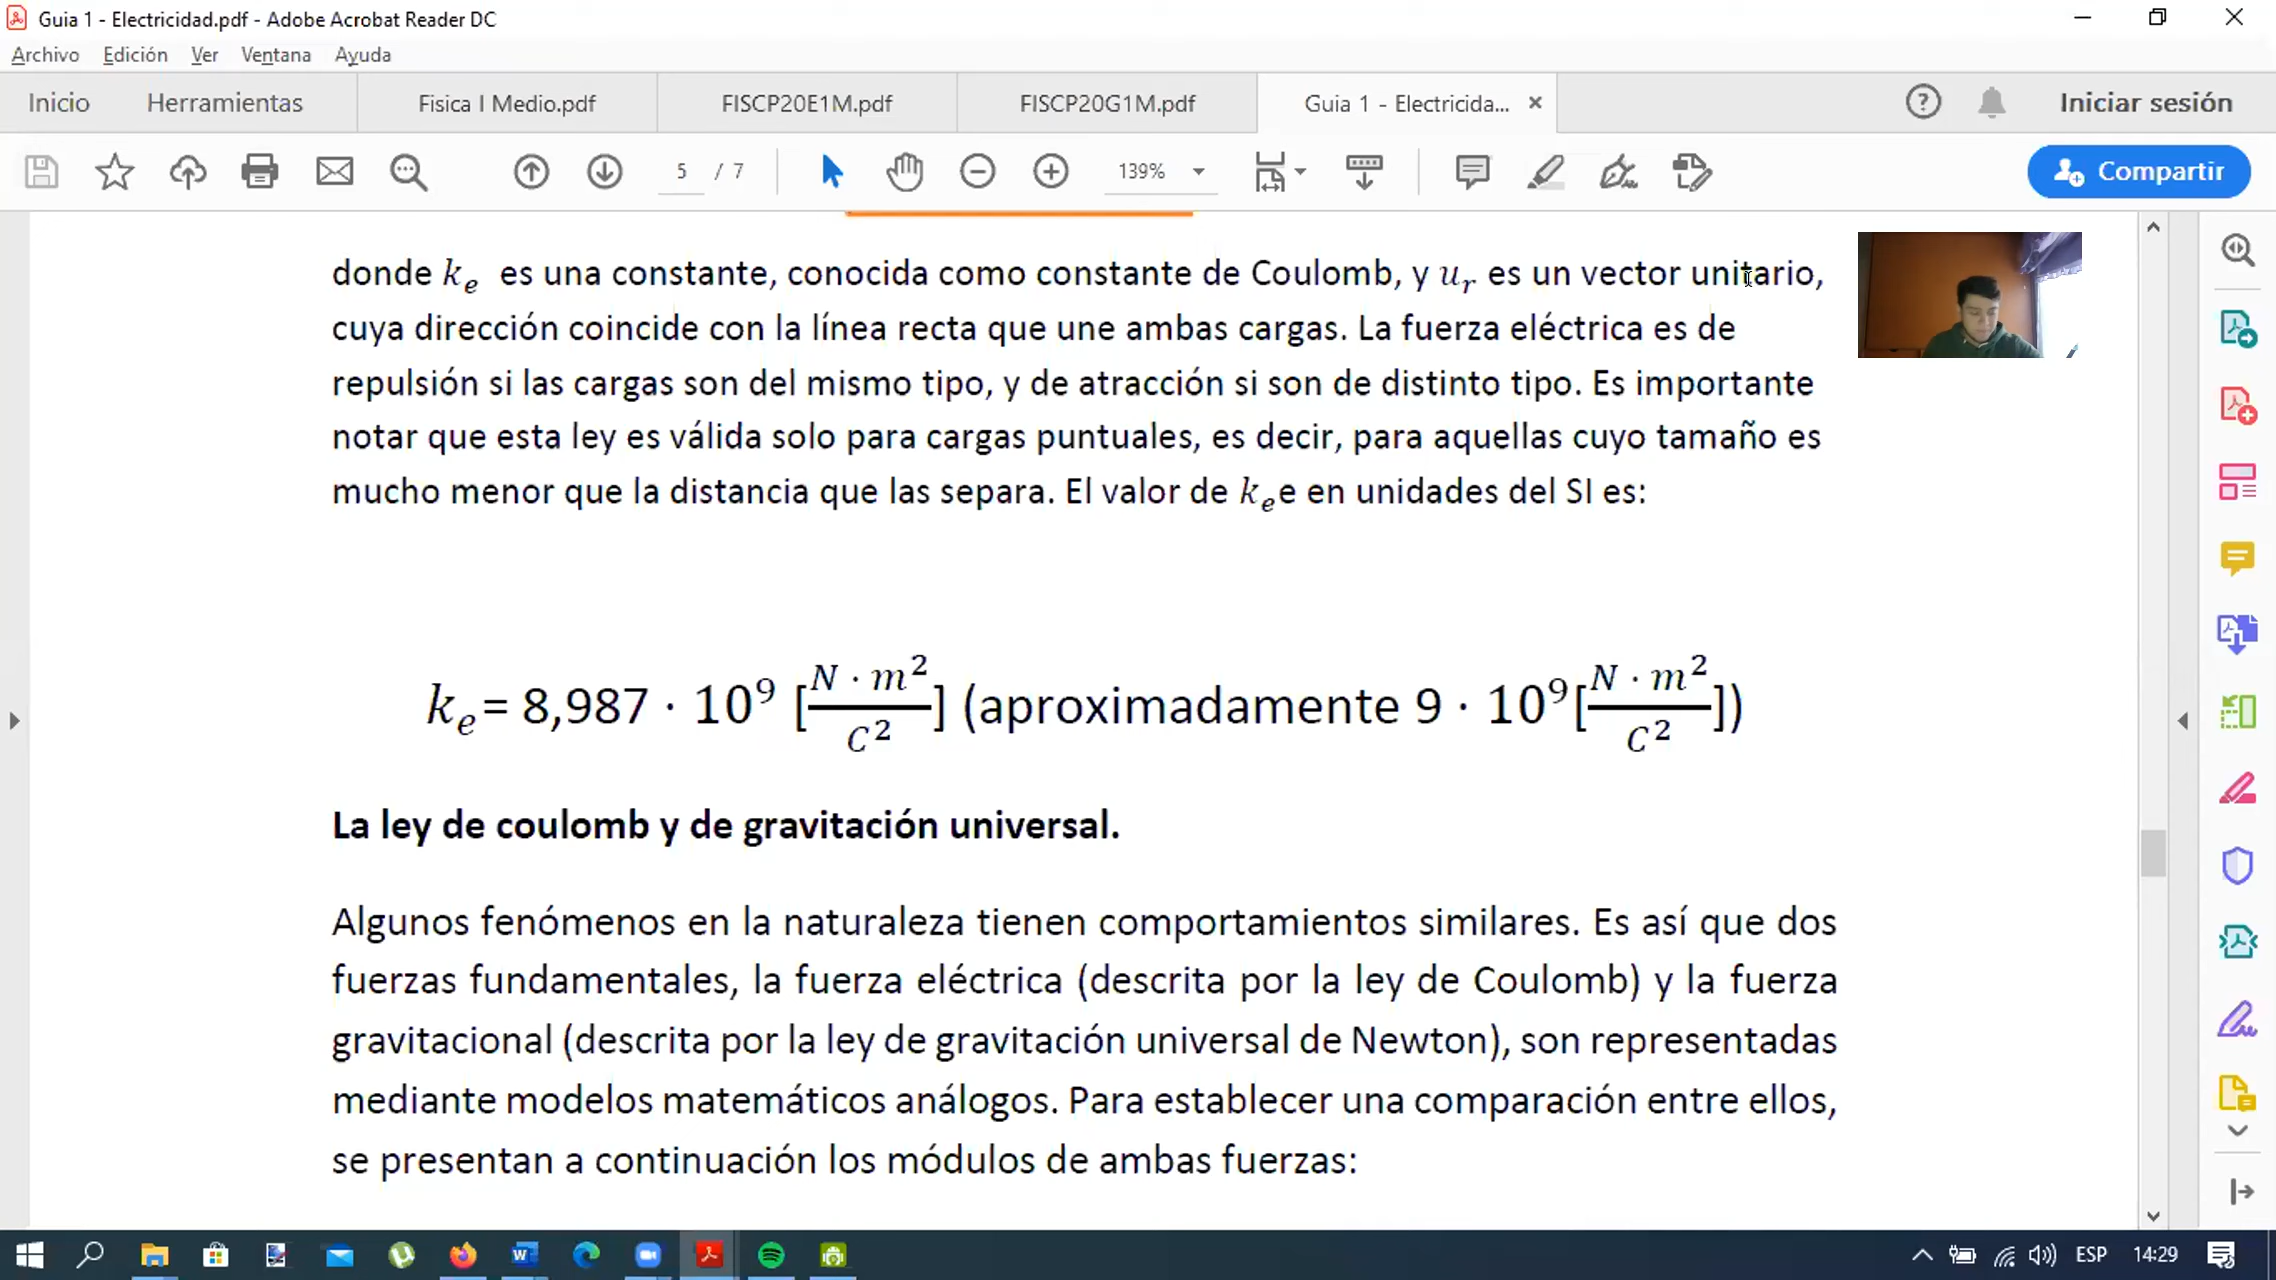 Guia 1 - Electricidad.pdf - Adobe Acrobat Reader DC
Archivo Edición Ver Ventana Ayuda
Inicio Herramientas Fisica I Medio.pdf FISCP20E1M.pdf FISCP20G1M.pdf Guia 1 - Electricida... Iniciar sesión
5 / 7 139% Compartir
donde kₑ es una constante, conocida como constante de Coulomb, y uᵣ es un vector unitario,
cuya dirección coincide con la línea recta que une ambas cargas. La fuerza eléctrica es de
repulsión si las cargas son del mismo tipo, y de atracción si son de distinto tipo. Es importante
notar que esta ley es válida solo para cargas puntuales, es decir, para aquellas cuyo tamaño es
mucho menor que la distancia que las separa. El valor de kₑe en unidades del SI es:
kₑ= 8,987 · 10⁹ [N · m²/C²] (aproximadamente 9 · 10⁹[N · m²/C²])
La ley de coulomb y de gravitación universal.
Algunos fenómenos en la naturaleza tienen comportamientos similares. Es así que dos
fuerzas fundamentales, la fuerza eléctrica (descrita por la ley de Coulomb) y la fuerza
gravitacional (descrita por la ley de gravitación universal de Newton), son representadas
mediante modelos matemáticos análogos. Para establecer una comparación entre ellos,
se presentan a continuación los módulos de ambas fuerzas:
ESP 14:29